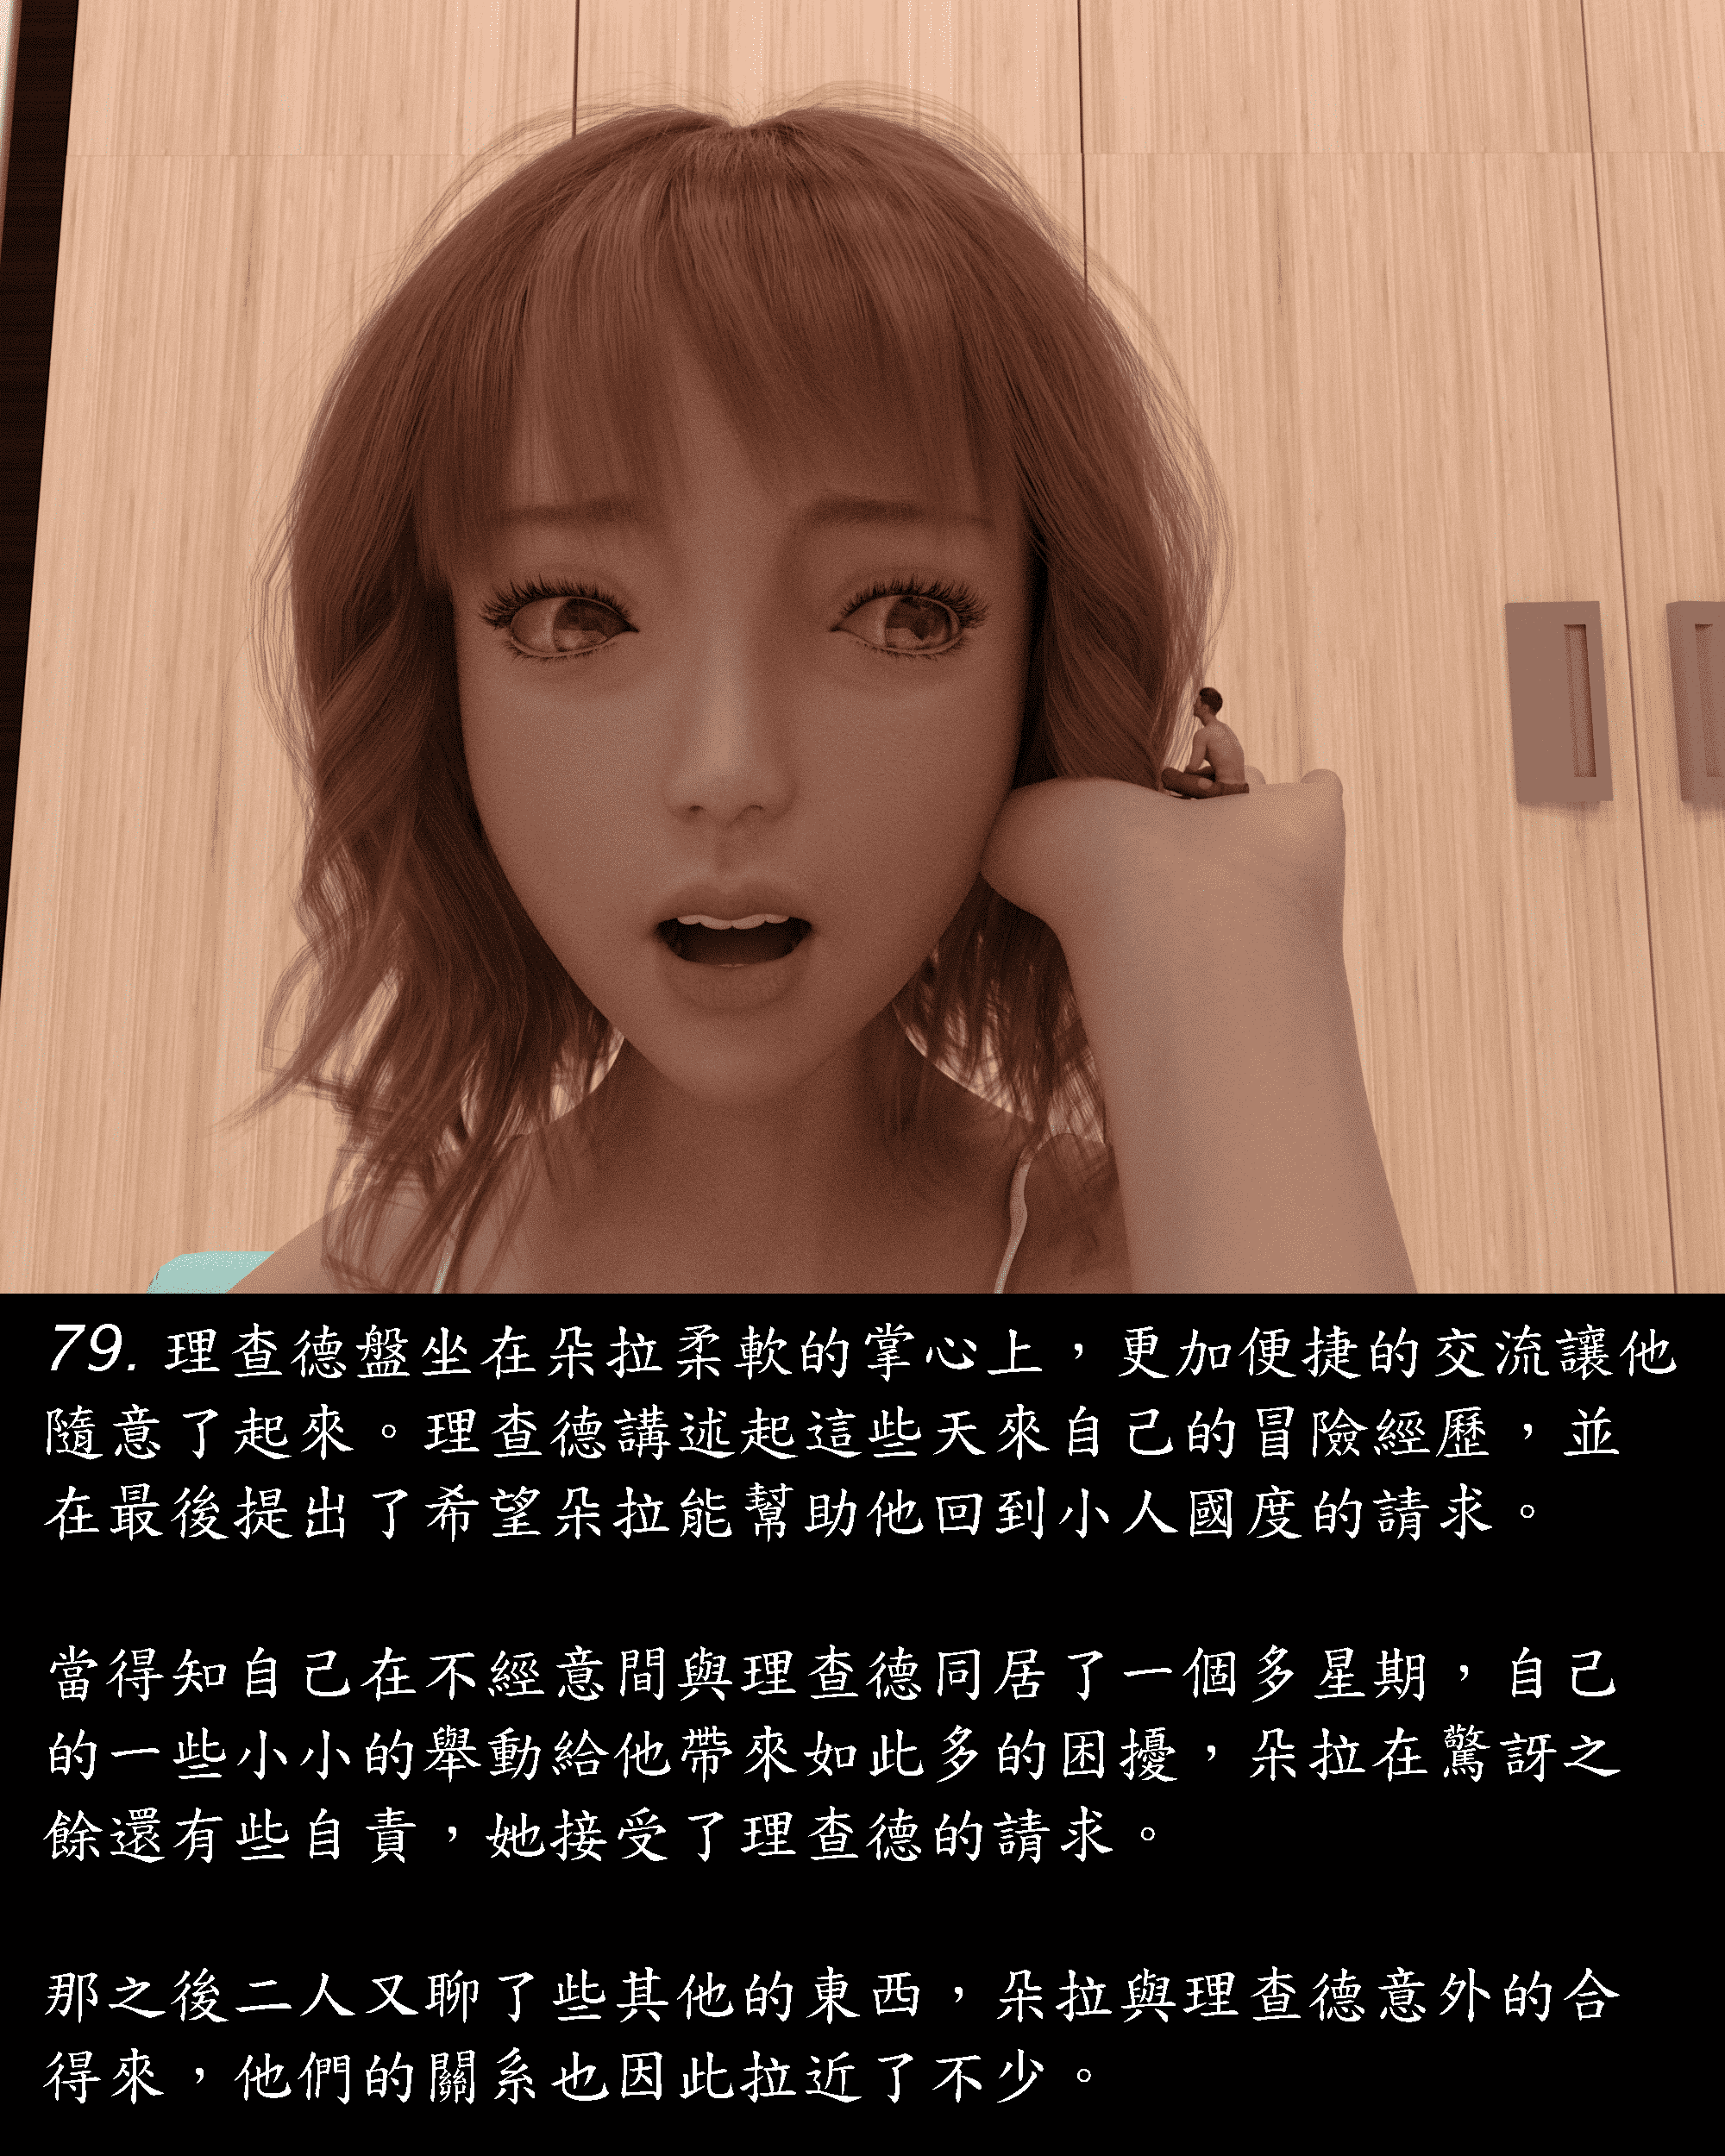 79. 理查德盤坐在朵拉柔軟的掌心上，更加便捷的交流讓他
隨意了起來。理查德講述起這些天來自己的冒險經歷，並
在最後提出了希望朵拉能幫助他回到小人國度的請求。
當得知自己在不經意間與理查德同居了一個多星期，自己
的一些小小的舉動給他帶來如此多的困擾，朵拉在驚訝之
餘還有些自責，她接受了理查德的請求。
那之後二人又聊了些其他的東西，朵拉與理查德意外的合
得來，他們的關系也因此拉近了不少。